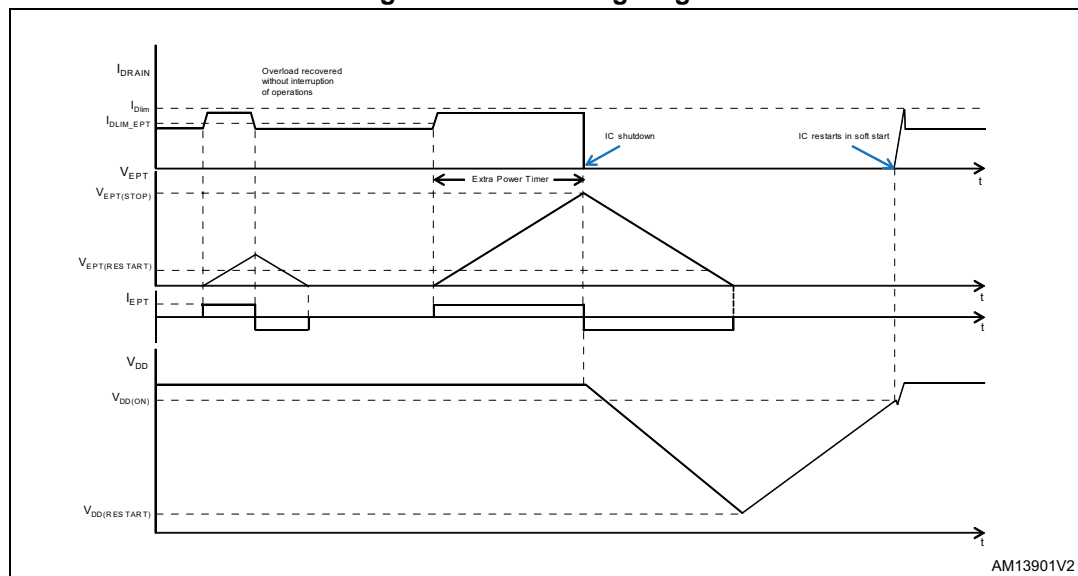 IDRAIN
Overload recovered
without interruption
of operations
IDlim
IDLIM_EPT
IC shutdown
IC restarts in soft start
t
VEPT
Extra Power Timer
VEPT(STOP)
VEPT(RESTART)
t
IEPT
t
VDD
VDD(ON)
VDD(RESTART)
t
AM13901V2